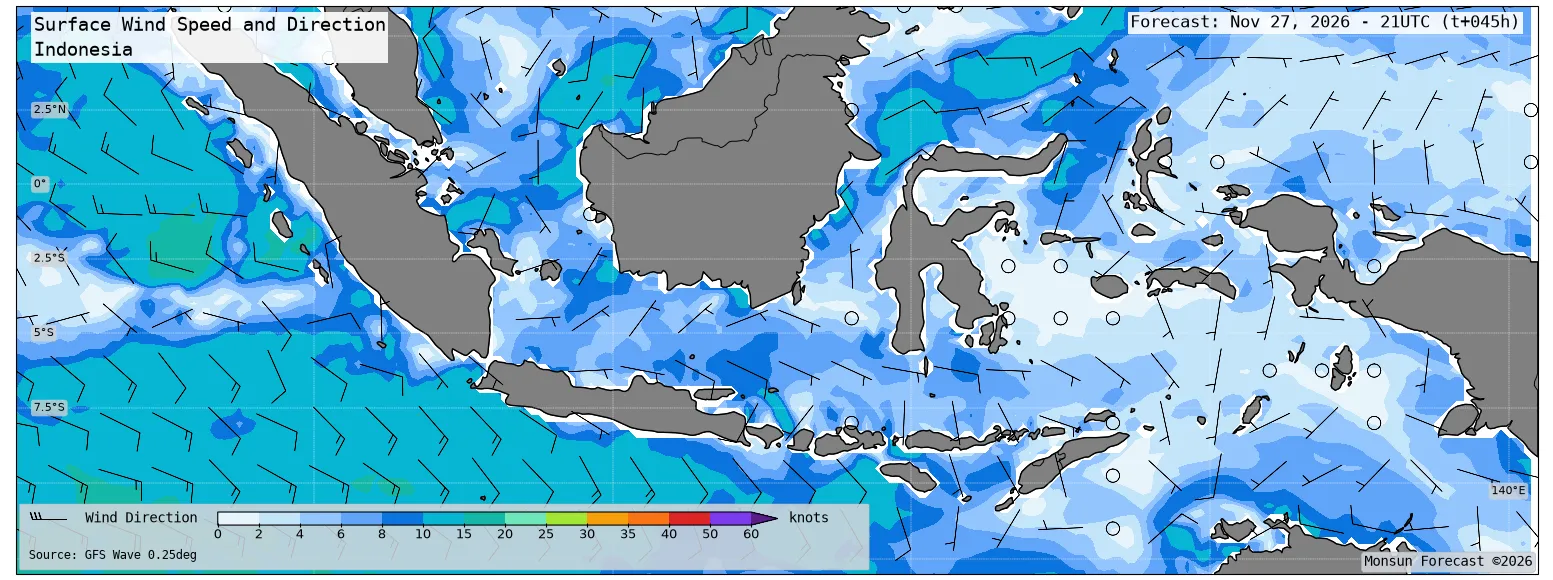 Surface Wind Speed and Direction
Indonesia
Forecast: Nov 27, 2026 - 21UTC (t+045h)
2.5°N
0°
2.5°S
5°S
7.5°S
140°E
Wind Direction
0 2 4 6 8 10 15 20 25 30 35 40 50 60
knots
Source: GFS Wave 0.25deg
Monsun Forecast ©2026